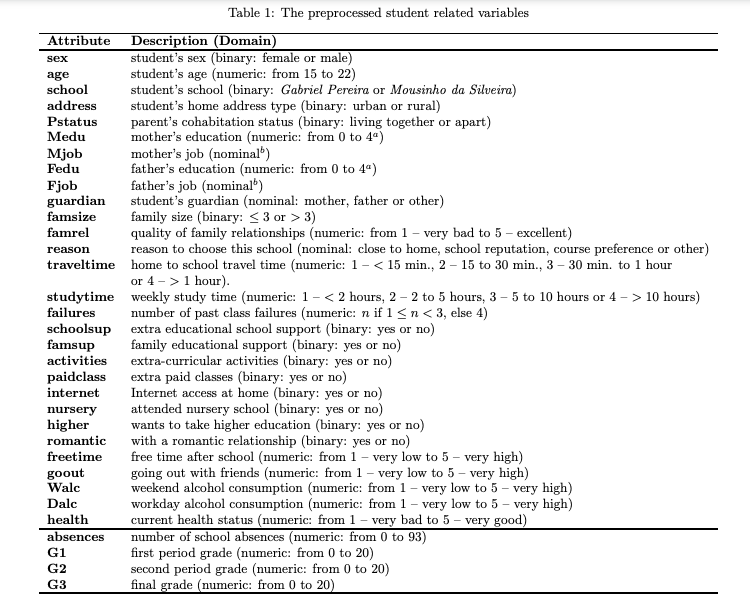 Table 1: The preprocessed student related variables
Attribute Description (Domain)
sex student's sex (binary: female or male)
age student's age (numeric: from 15 to 22)
school student's school (binary: Gabriel Pereira or Mousinho da Silveira)
address student's home address type (binary: urban or rural)
Pstatus parent's cohabitation status (binary: living together or apart)
Medu mother's education (numeric: from 0 to 4ᵃ)
Mjob mother's job (nominalᵇ)
Fedu father's education (numeric: from 0 to 4ᵃ)
Fjob father's job (nominalᵇ)
guardian student's guardian (nominal: mother, father or other)
famsize family size (binary: ≤ 3 or > 3)
famrel quality of family relationships (numeric: from 1 – very bad to 5 – excellent)
reason reason to choose this school (nominal: close to home, school reputation, course preference or other)
traveltime home to school travel time (numeric: 1 – < 15 min., 2 – 15 to 30 min., 3 – 30 min. to 1 hour
or 4 – > 1 hour).
studytime weekly study time (numeric: 1 – < 2 hours, 2 – 2 to 5 hours, 3 – 5 to 10 hours or 4 – > 10 hours)
failures number of past class failures (numeric: n if 1 ≤ n < 3, else 4)
schoolsup extra educational school support (binary: yes or no)
famsup family educational support (binary: yes or no)
activities extra-curricular activities (binary: yes or no)
paidclass extra paid classes (binary: yes or no)
internet Internet access at home (binary: yes or no)
nursery attended nursery school (binary: yes or no)
higher wants to take higher education (binary: yes or no)
romantic with a romantic relationship (binary: yes or no)
freetime free time after school (numeric: from 1 – very low to 5 – very high)
goout going out with friends (numeric: from 1 – very low to 5 – very high)
Walc weekend alcohol consumption (numeric: from 1 – very low to 5 – very high)
Dalc workday alcohol consumption (numeric: from 1 – very low to 5 – very high)
health current health status (numeric: from 1 – very bad to 5 – very good)
absences number of school absences (numeric: from 0 to 93)
G1 first period grade (numeric: from 0 to 20)
G2 second period grade (numeric: from 0 to 20)
G3 final grade (numeric: from 0 to 20)